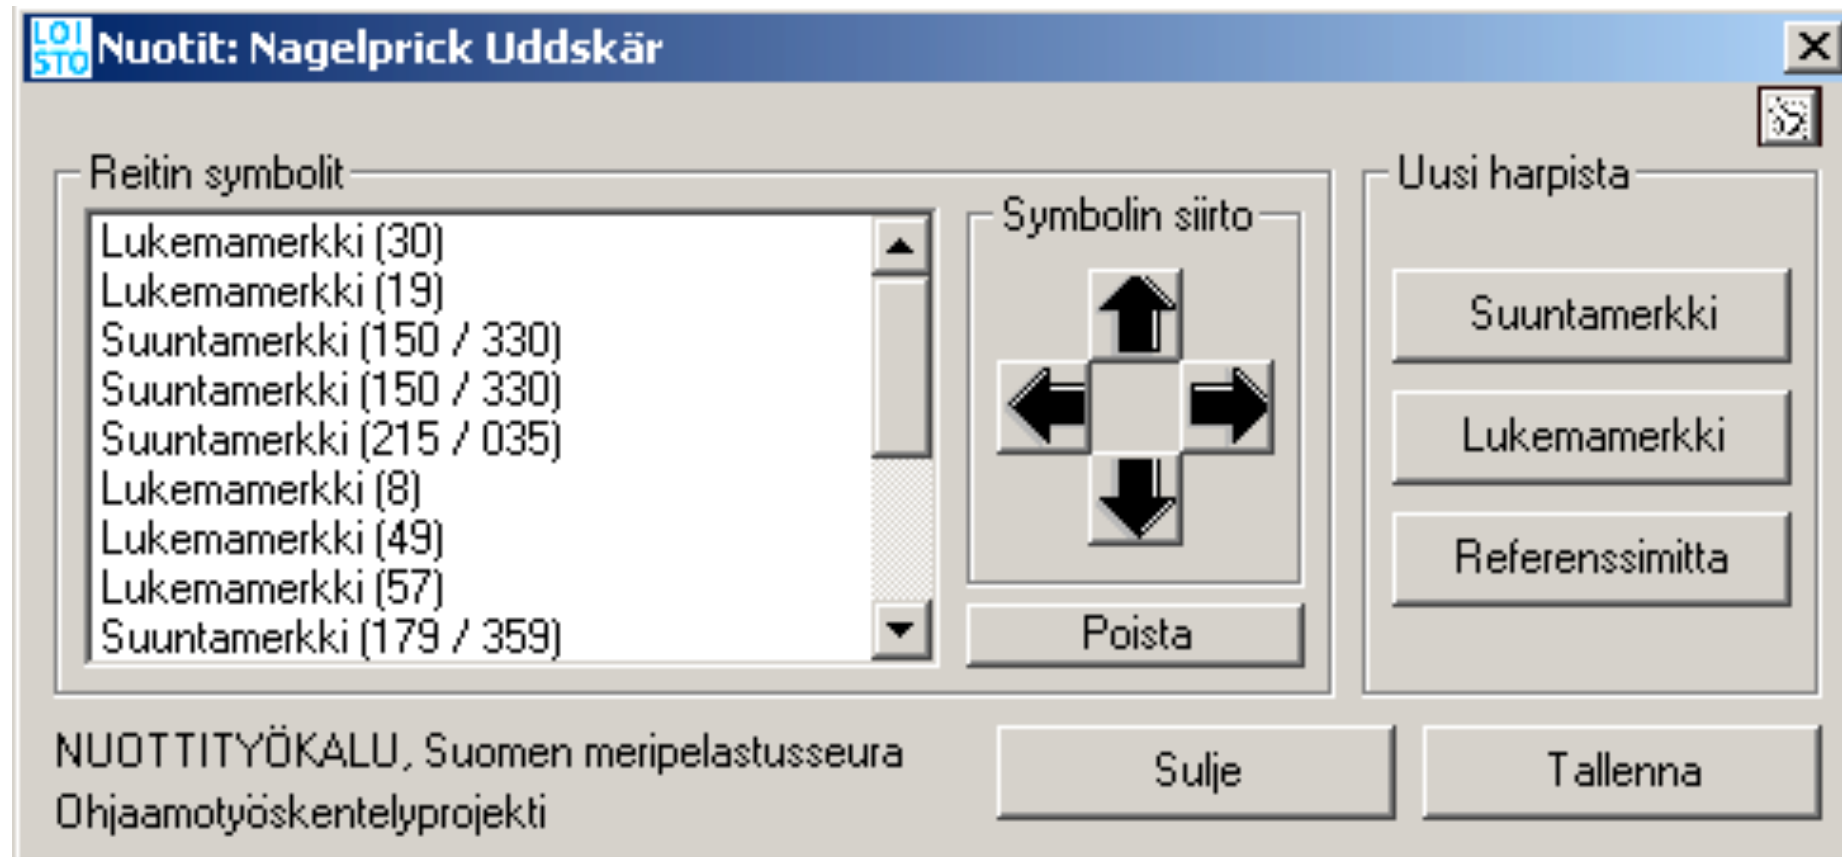 LOI
STO
Nuotit: Nagelprick Uddskär
Reitin symbolit
Lukemamerkki (30)
Lukemamerkki (19)
Suuntamerkki (150 / 330)
Suuntamerkki (150 / 330)
Suuntamerkki (215 / 035)
Lukemamerkki (8)
Lukemamerkki (49)
Lukemamerkki (57)
Suuntamerkki (179 / 359)
Symbolin siirto
Poista
Uusi harpista
Suuntamerkki
Lukemamerkki
Referenssimitta
NUOTTITYÖKALU, Suomen meripelastusseura
Ohjaamotyöskentelyprojekti
Sulje
Tallenna